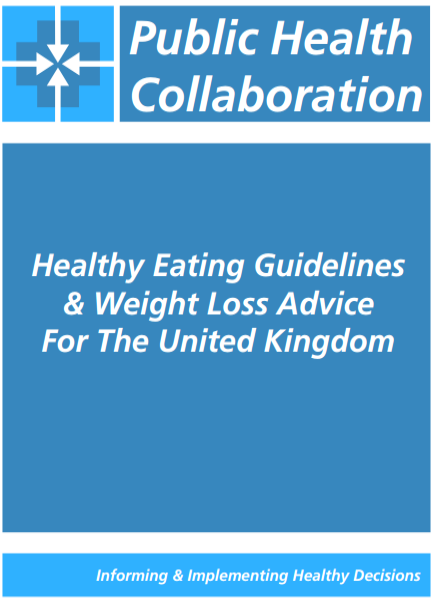 Public Health
Collaboration
Healthy Eating Guidelines
& Weight Loss Advice
For The United Kingdom
Informing & Implementing Healthy Decisions